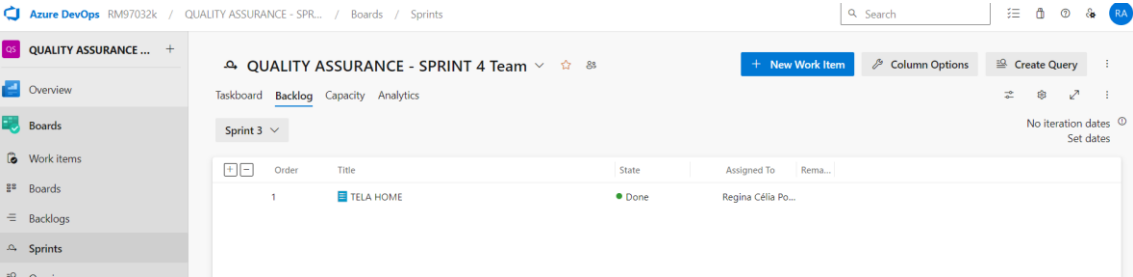 Azure DevOps RM97032k / QUALITY ASSURANCE - SPR... / Boards / Sprints
Search
RA
QS QUALITY ASSURANCE ... +
Overview
Boards
Work items
Boards
Backlogs
Sprints
QUALITY ASSURANCE - SPRINT 4 Team
+ New Work Item
Column Options
Create Query
Taskboard Backlog Capacity Analytics
Sprint 3
No iteration dates
Set dates
Order Title State Assigned To Rema...
1 TELA HOME Done Regina Célia Po...